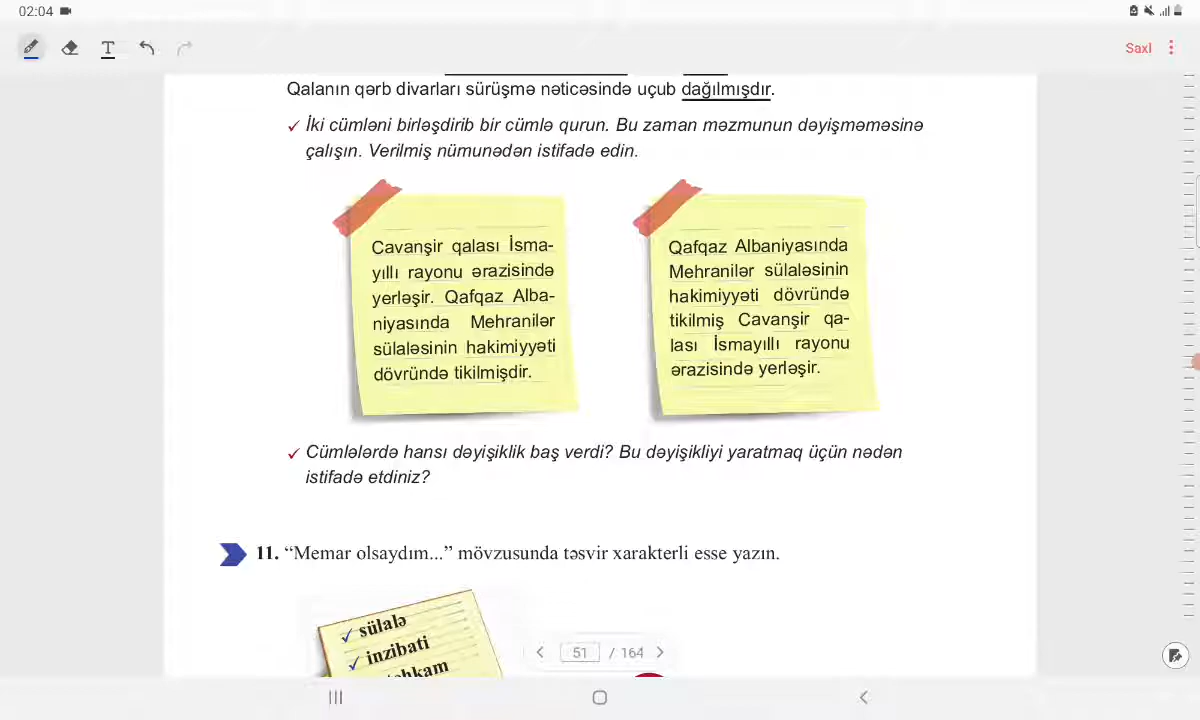 02:04
Saxl
Qalanın qərb divarları sürüşmə nəticəsində uçub dağılmışdır.
✓ İki cümləni birləşdirib bir cümlə qurun. Bu zaman məzmunun dəyişməməsinə
çalışın. Verilmiş nümunədən istifadə edin.
Cavanşir qalası İsma-
yıllı rayonu ərazisində
yerləşir. Qafqaz Alba-
niyasında Mehranilər
sülaləsinin hakimiyyəti
dövründə tikilmişdir.
Qafqaz Albaniyasında
Mehranilər sülaləsinin
hakimiyyəti dövründə
tikilmiş Cavanşir qa-
lası İsmayıllı rayonu
ərazisində yerləşir.
✓ Cümlələrdə hansı dəyişiklik baş verdi? Bu dəyişikliyi yaratmaq üçün nədən
istifadə etdiniz?
11. “Memar olsaydım...” mövzusunda təsvir xarakterli esse yazın.
✓ sülalə
✓ inzibati
51 / 164